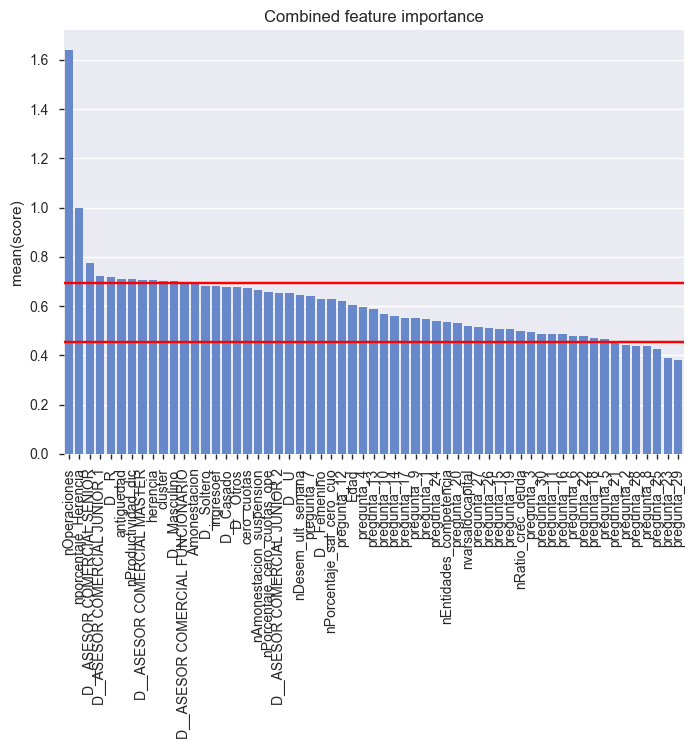 Combined feature importance
mean(score)
1.6
1.4
1.2
1.0
0.8
0.6
0.4
0.2
0.0
nOperaciones
nporcentaje_Herencia
D__ASESOR COMERCIAL SENIOR
D__ASESOR COMERCIAL JUNIOR 1
D__R
antiguedad
nProductividad_dic
D__ASESOR COMERCIAL MASTER
herencia
cluster
D__Masculino
D__ASESOR COMERCIAL FUNCIONARIO
Amonestacion
D__Soltero
ingresoef
D__Casado
D__Otros
cero_cuotas
nAmonestacion_suspension
nPorcentaje_cero_cuotas_ope
D__ASESOR COMERCIAL JUNIOR 2
D__U
nDesem_ult_semana
pregunta_7
D__Femenino
nPorcentaje_sal_cero_cuo
pregunta_12
Edad
pregunta_4
pregunta_13
pregunta_10
pregunta_14
pregunta_17
pregunta_9
pregunta_1
pregunta_24
nEntidades_competencia
pregunta_20
nvarsaldocapital
pregunta_27
pregunta_26
pregunta_15
pregunta_19
nRatio_crec_deuda
pregunta_3
pregunta_30
pregunta_11
pregunta_16
pregunta_6
pregunta_22
pregunta_18
pregunta_5
pregunta_21
pregunta_2
pregunta_28
pregunta_8
pregunta_25
pregunta_23
pregunta_29